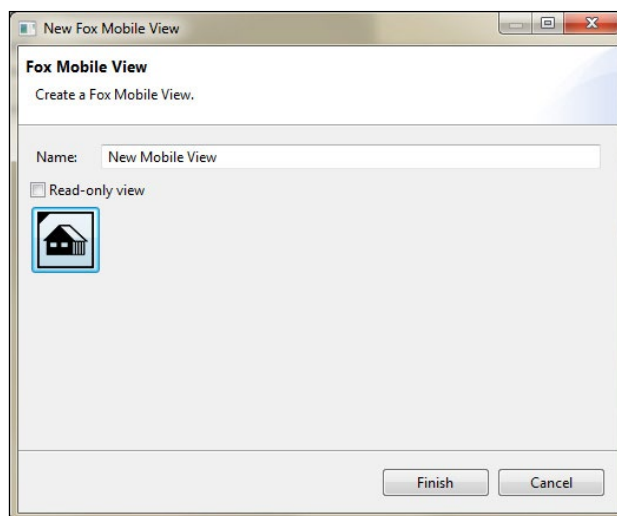 New Fox Mobile View
Fox Mobile View
Create a Fox Mobile View.
Name: New Mobile View
Read-only view
Finish Cancel